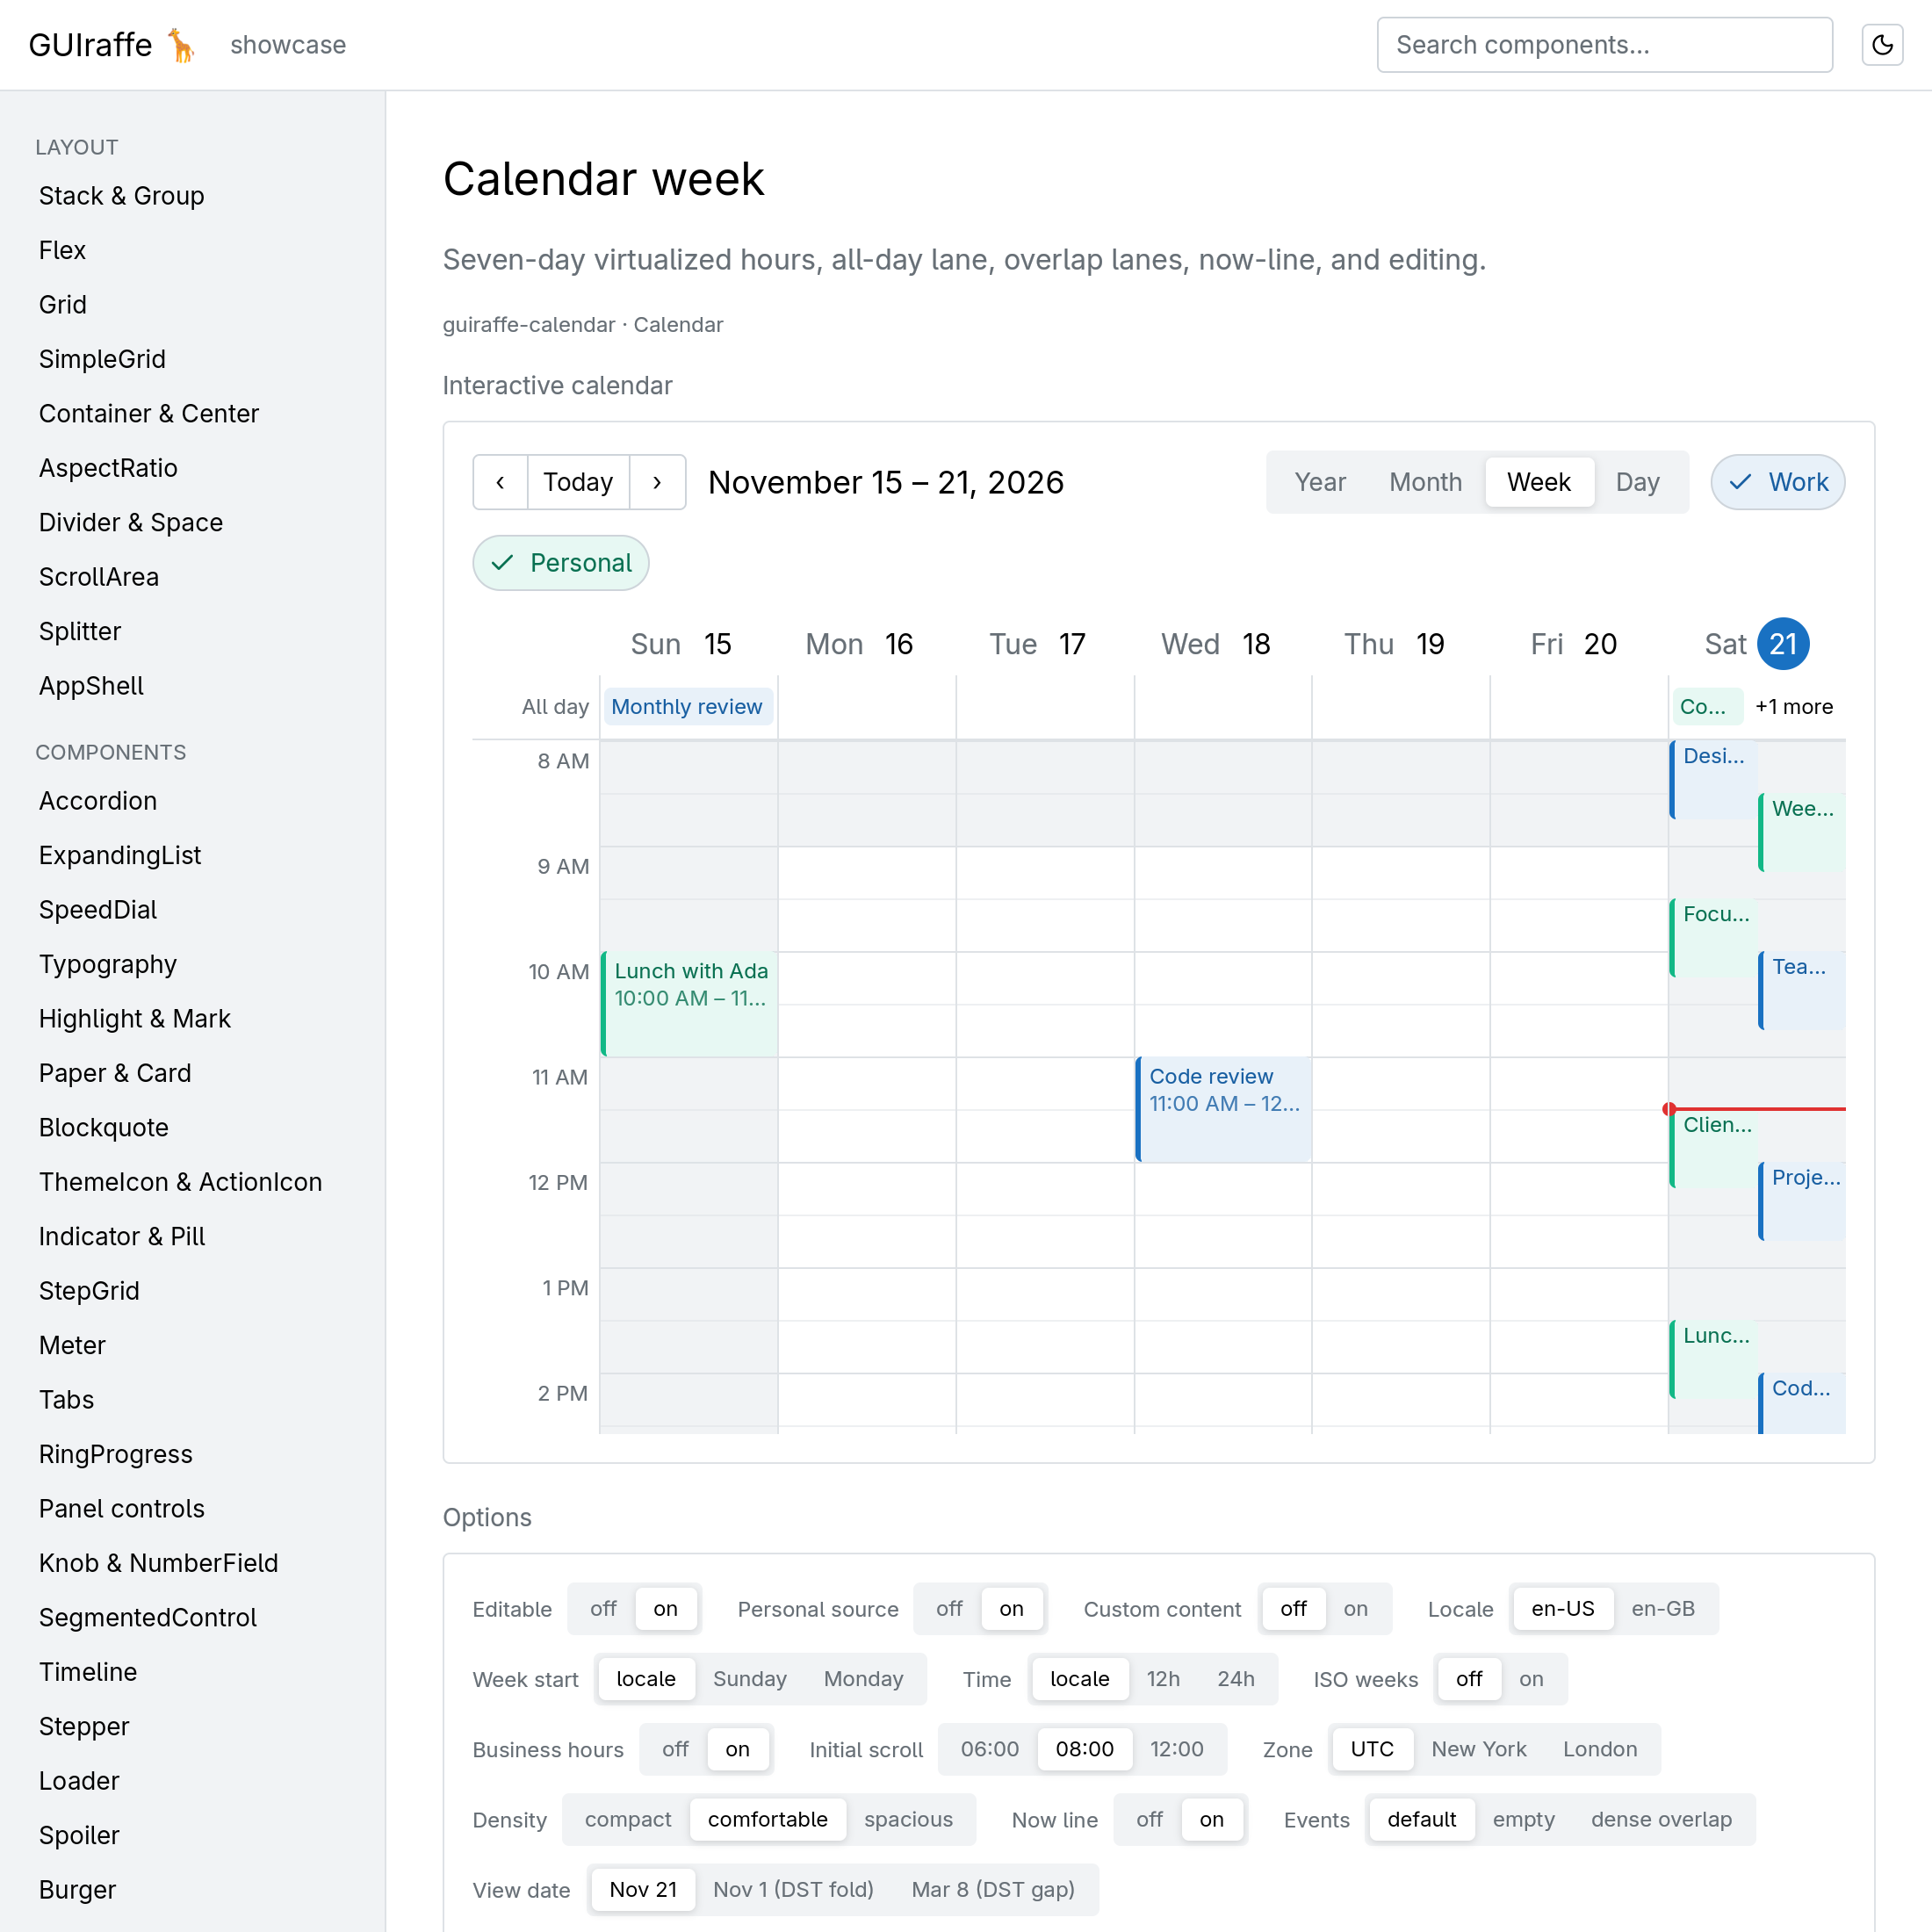 GUIraffe 🦒 showcase
Search components...
LAYOUT
Stack & Group
Flex
Grid
SimpleGrid
Container & Center
AspectRatio
Divider & Space
ScrollArea
Splitter
AppShell
COMPONENTS
Accordion
ExpandingList
SpeedDial
Typography
Highlight & Mark
Paper & Card
Blockquote
ThemeIcon & ActionIcon
Indicator & Pill
StepGrid
Meter
Tabs
RingProgress
Panel controls
Knob & NumberField
SegmentedControl
Timeline
Stepper
Loader
Spoiler
Burger
Calendar week
Seven-day virtualized hours, all-day lane, overlap lanes, now-line, and editing.
guiraffe-calendar · Calendar
Interactive calendar
‹ Today › November 15 – 21, 2026 Year Month Week Day Work
Personal
Sun 15 Mon 16 Tue 17 Wed 18 Thu 19 Fri 20 Sat 21
All day Monthly review Co... +1 more
8 AM Desi...
Wee...
9 AM
Focu...
10 AM Lunch with Ada Tea...
10:00 AM – 11...
11 AM Code review
11:00 AM – 12...
Clien...
12 PM Proje...
1 PM
Lunc...
2 PM Cod...
Options
Editable off on Personal source off on Custom content off on Locale en-US en-GB
Week start locale Sunday Monday Time locale 12h 24h ISO weeks off on
Business hours off on Initial scroll 06:00 08:00 12:00 Zone UTC New York London
Density compact comfortable spacious Now line off on Events default empty dense overlap
View date Nov 21 Nov 1 (DST fold) Mar 8 (DST gap)